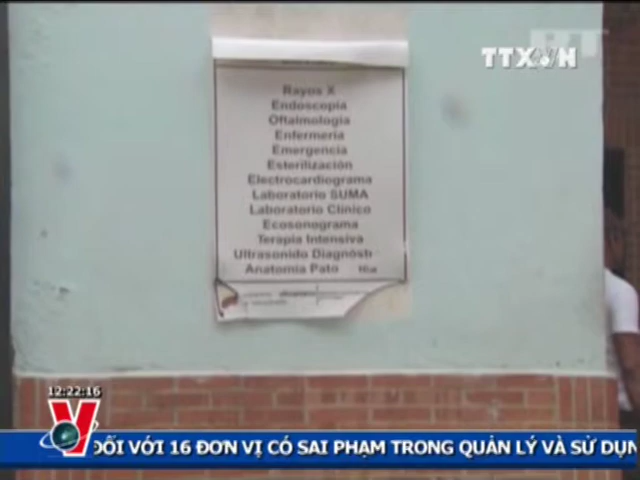 TTXVN
Rayos X
Endoscopia
Oftalmologia
Enfermeria
Emergencia
Esterilización
Electrocardiograma
Laboratorio SUMA
Laboratorio Clinico
Ecosonograma
Terapia Intensiva
Ultrasonido Diagnóst
Anatomia Pato
12:22:16
V
ĐỐI VỚI 16 ĐƠN VỊ CÓ SAI PHẠM TRONG QUẢN LÝ VÀ SỬ DỤN